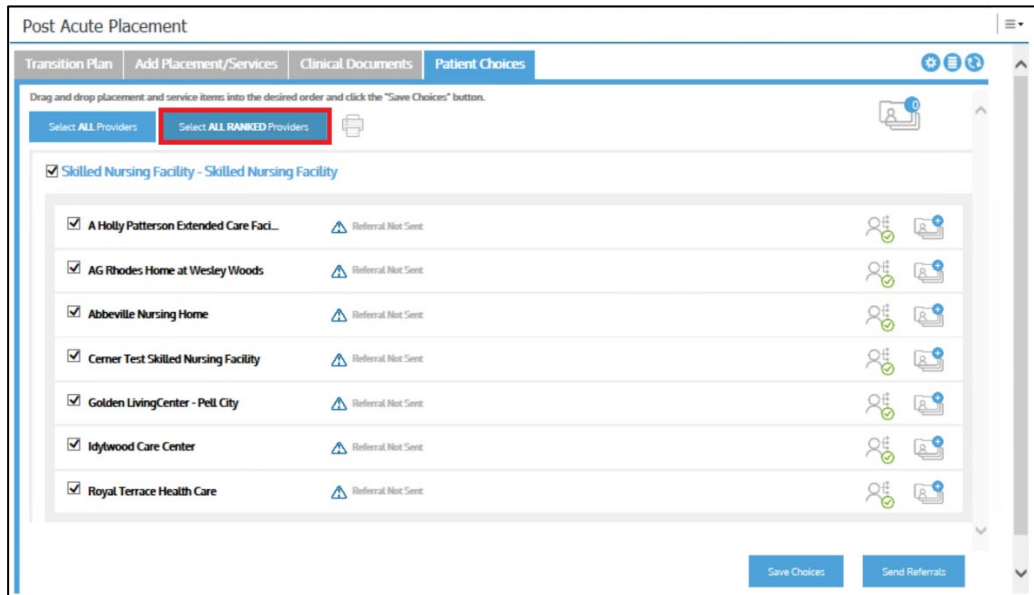 Post Acute Placement
Transition Plan Add Placement/Services Clinical Documents Patient Choices
Drag and drop placement and service items into the desired order and click the "Save Choices" button.
Select ALL Providers Select ALL RANKED Providers 0
Skilled Nursing Facility - Skilled Nursing Facility
A Holly Patterson Extended Care Faci... Referral Not Sent
AG Rhodes Home at Wesley Woods Referral Not Sent
Abbeville Nursing Home Referral Not Sent
Cerner Test Skilled Nursing Facility Referral Not Sent
Golden LivingCenter - Pell City Referral Not Sent
Idylwood Care Center Referral Not Sent
Royal Terrace Health Care Referral Not Sent
Save Choices Send Referrals